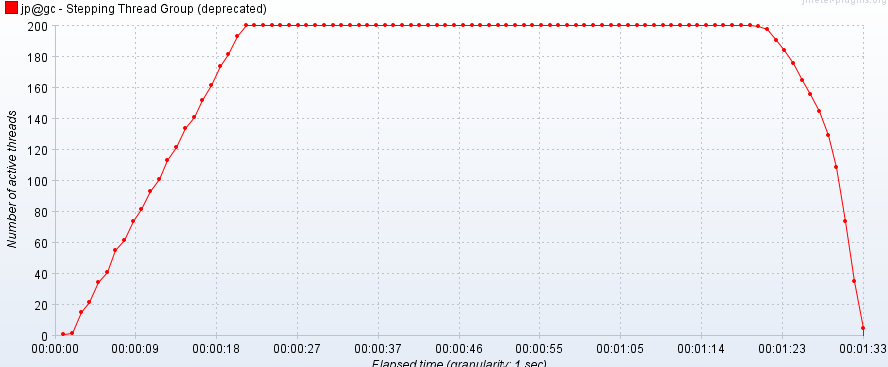 jp@gc - Stepping Thread Group (deprecated)
jmeter-plugins.org
Number of active threads
200
180
160
140
120
100
80
60
40
20
0
00:00:00 00:00:09 00:00:18 00:00:27 00:00:37 00:00:46 00:00:55 00:01:05 00:01:14 00:01:23 00:01:33
Elapsed time (granularity: 1 sec)